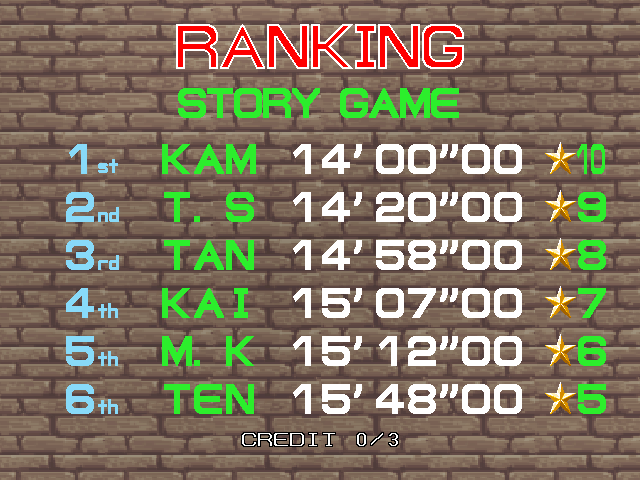 RANKING
STORY GAME
1st KAM 14'00"00 ★10
2nd T. S 14'20"00 ★9
3rd TAN 14'58"00 ★8
4th KAI 15'07"00 ★7
5th M. K 15'12"00 ★6
6th TEN 15'48"00 ★5
CREDIT 0/3